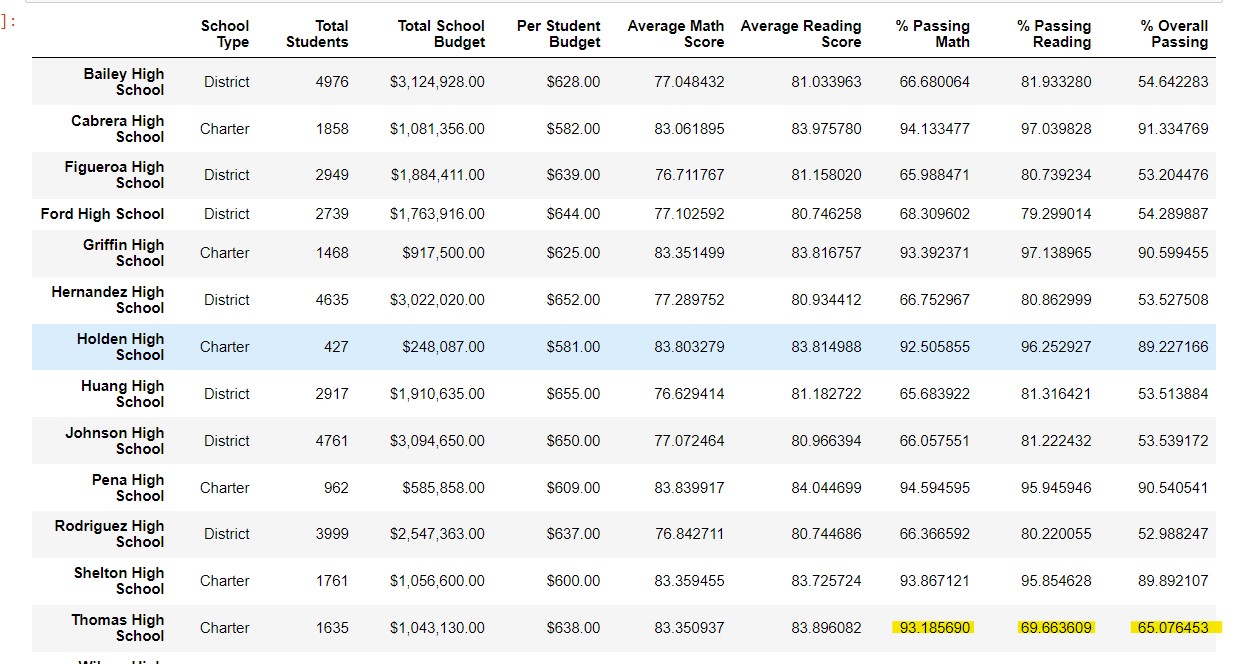 ]:
School Type Total Students Total School Budget Per Student Budget Average Math Score Average Reading Score % Passing Math % Passing Reading % Overall Passing
Bailey High School District 4976 $3,124,928.00 $628.00 77.048432 81.033963 66.680064 81.933280 54.642283
Cabrera High School Charter 1858 $1,081,356.00 $582.00 83.061895 83.975780 94.133477 97.039828 91.334769
Figueroa High School District 2949 $1,884,411.00 $639.00 76.711767 81.158020 65.988471 80.739234 53.204476
Ford High School District 2739 $1,763,916.00 $644.00 77.102592 80.746258 68.309602 79.299014 54.289887
Griffin High School Charter 1468 $917,500.00 $625.00 83.351499 83.816757 93.392371 97.138965 90.599455
Hernandez High School District 4635 $3,022,020.00 $652.00 77.289752 80.934412 66.752967 80.862999 53.527508
Holden High School Charter 427 $248,087.00 $581.00 83.803279 83.814988 92.505855 96.252927 89.227166
Huang High School District 2917 $1,910,635.00 $655.00 76.629414 81.182722 65.683922 81.316421 53.513884
Johnson High School District 4761 $3,094,650.00 $650.00 77.072464 80.966394 66.057551 81.222432 53.539172
Pena High School Charter 962 $585,858.00 $609.00 83.839917 84.044699 94.594595 95.945946 90.540541
Rodriguez High School District 3999 $2,547,363.00 $637.00 76.842711 80.744686 66.366592 80.220055 52.988247
Shelton High School Charter 1761 $1,056,600.00 $600.00 83.359455 83.725724 93.867121 95.854628 89.892107
Thomas High School Charter 1635 $1,043,130.00 $638.00 83.350937 83.896082 93.185690 69.663609 65.076453